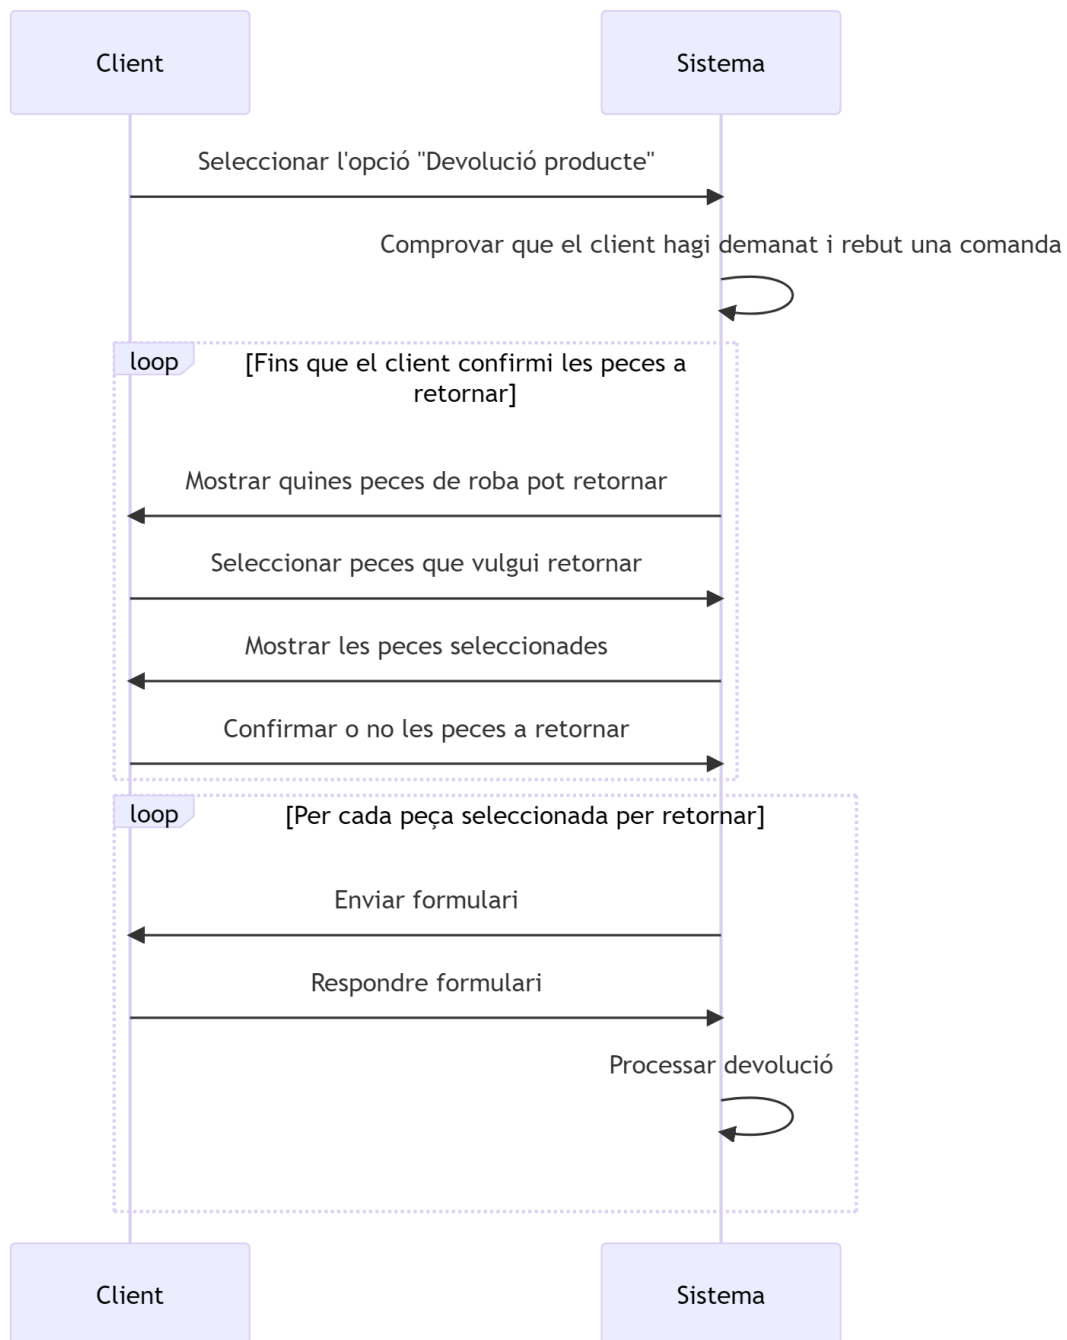 Client
Sistema
Seleccionar l'opció "Devolució producte"
Comprovar que el client hagi demanat i rebut una comanda
loop
[Fins que el client confirmi les peces a
retornar]
Mostrar quines peces de roba pot retornar
Seleccionar peces que vulgui retornar
Mostrar les peces seleccionades
Confirmar o no les peces a retornar
loop
[Per cada peça seleccionada per retornar]
Enviar formulari
Respondre formulari
Processar devolució
Client
Sistema